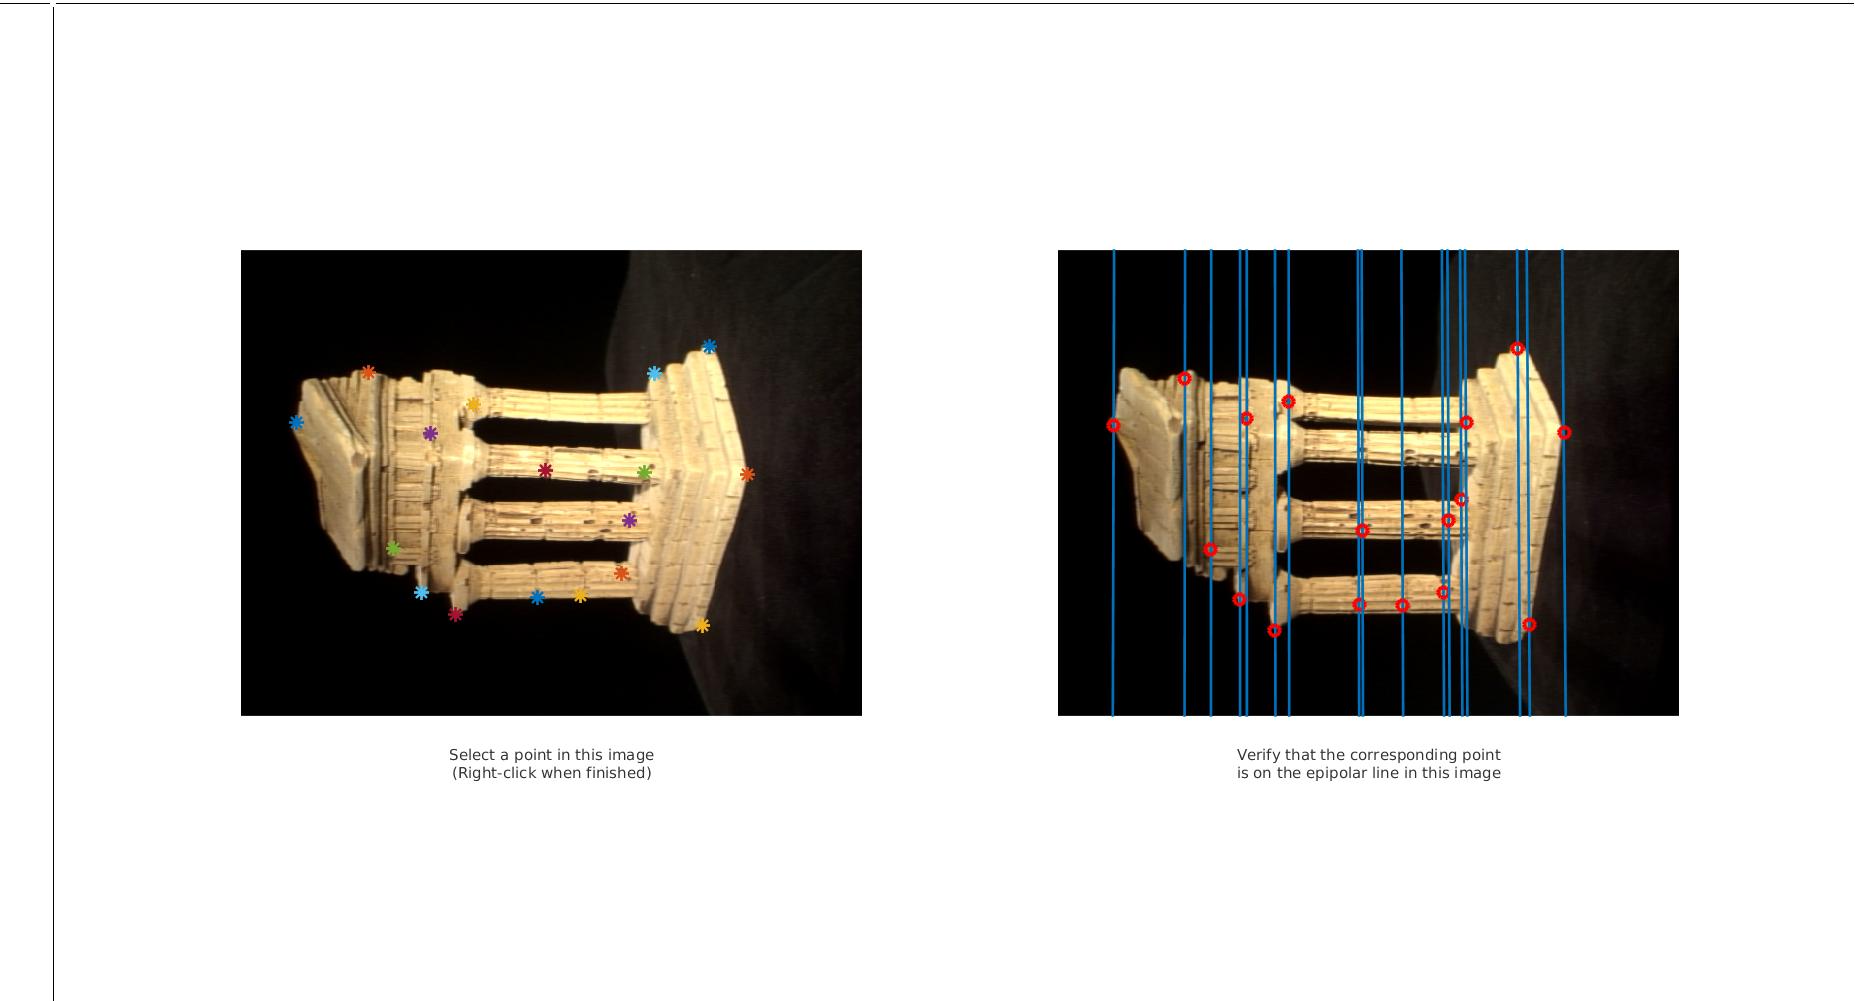 Select a point in this image
(Right-click when finished)
Verify that the corresponding point
is on the epipolar line in this image